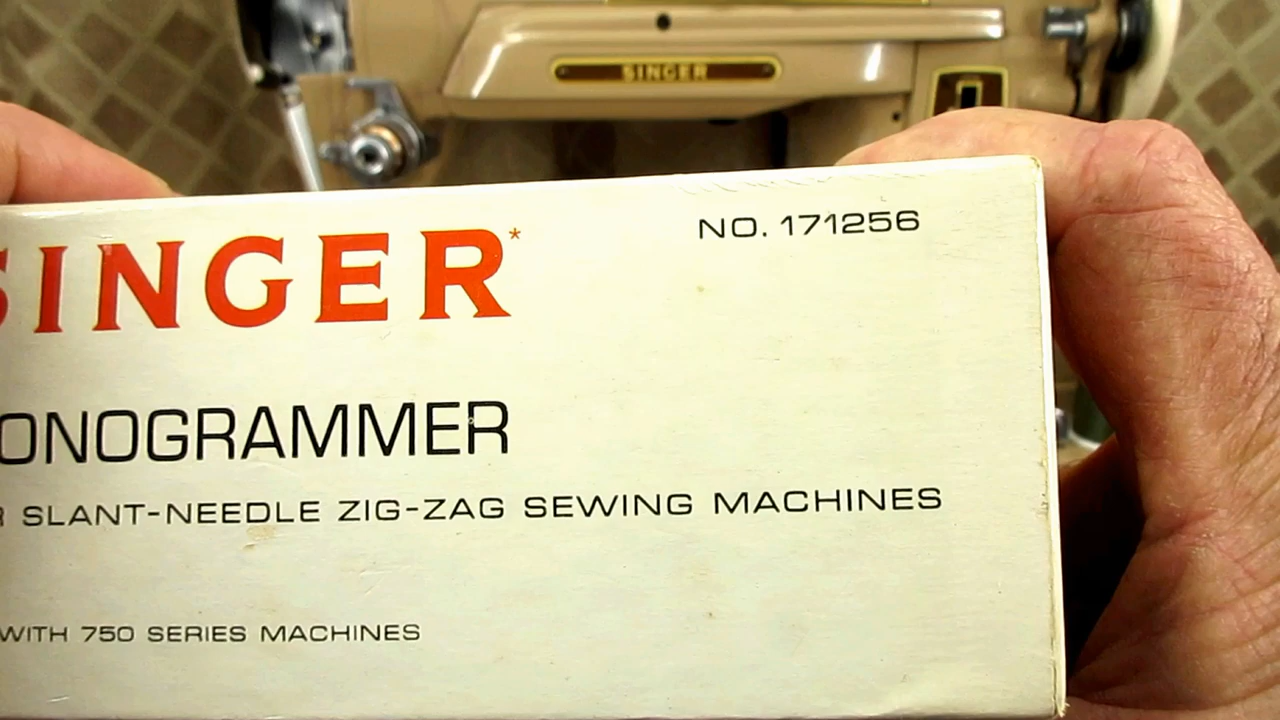 SINGER
SINGER*
NO. 171256
ONOGRAMMER
R SLANT-NEEDLE ZIG-ZAG SEWING MACHINES
WITH 750 SERIES MACHINES